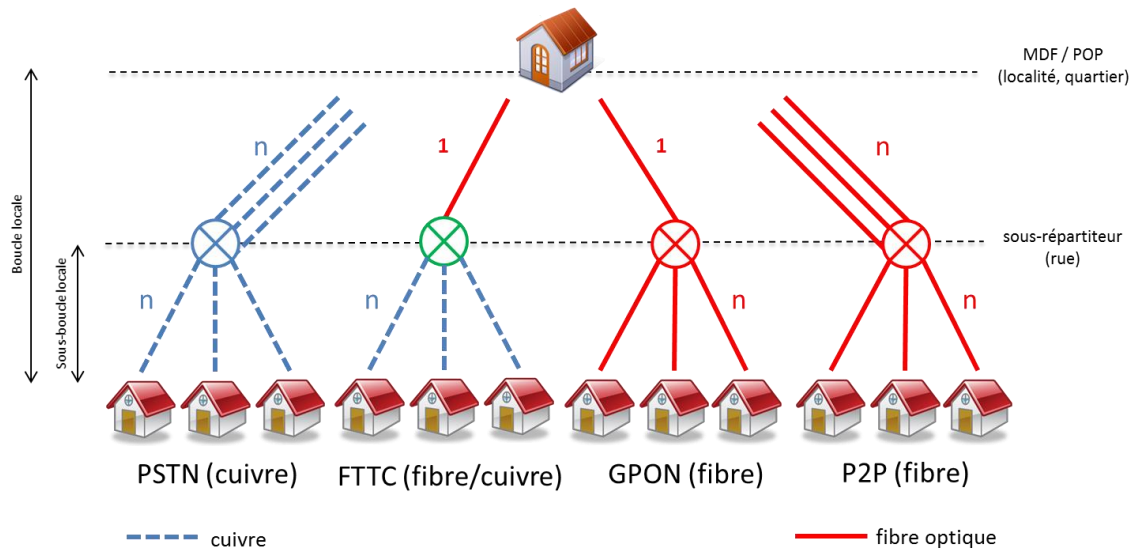 MDF / POP
(localité, quartier)
n
1
1
n
Boucle locale
sous-répartiteur
(rue)
Sous-boucle locale
n
n
n
n
PSTN (cuivre)
FTTC (fibre/cuivre)
GPON (fibre)
P2P (fibre)
cuivre
fibre optique